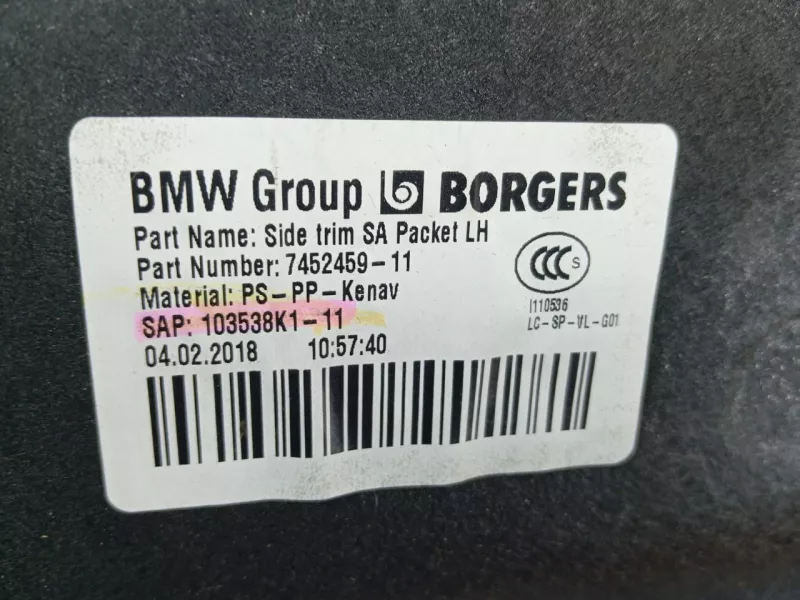 BMW Group BORGERS
Part Name: Side trim SA Packet LH
Part Number: 7452459-11
Material: PS-PP-Kenav
SAP: 103538K1-11
04.02.2018 10:57:40
CCC S
I110536
LC-SP-VL-G01